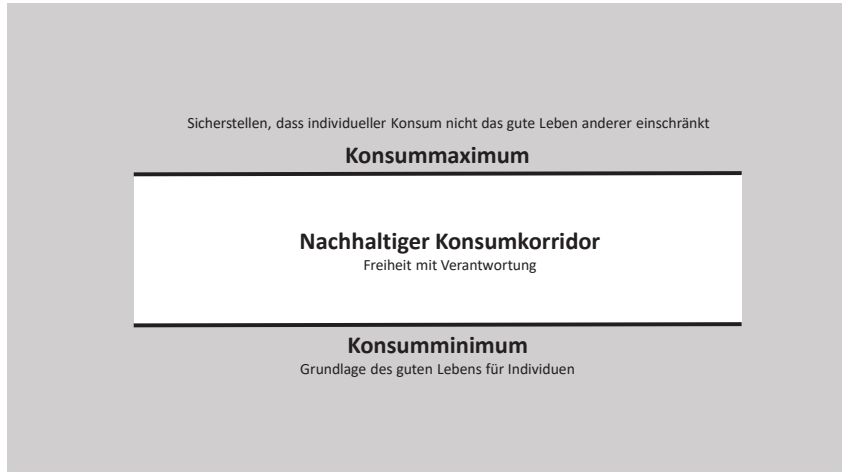 Sicherstellen, dass individueller Konsum nicht das gute Leben anderer einschränkt
Konsummaximum
Nachhaltiger Konsumkorridor
Freiheit mit Verantwortung
Konsumminimum
Grundlage des guten Lebens für Individuen